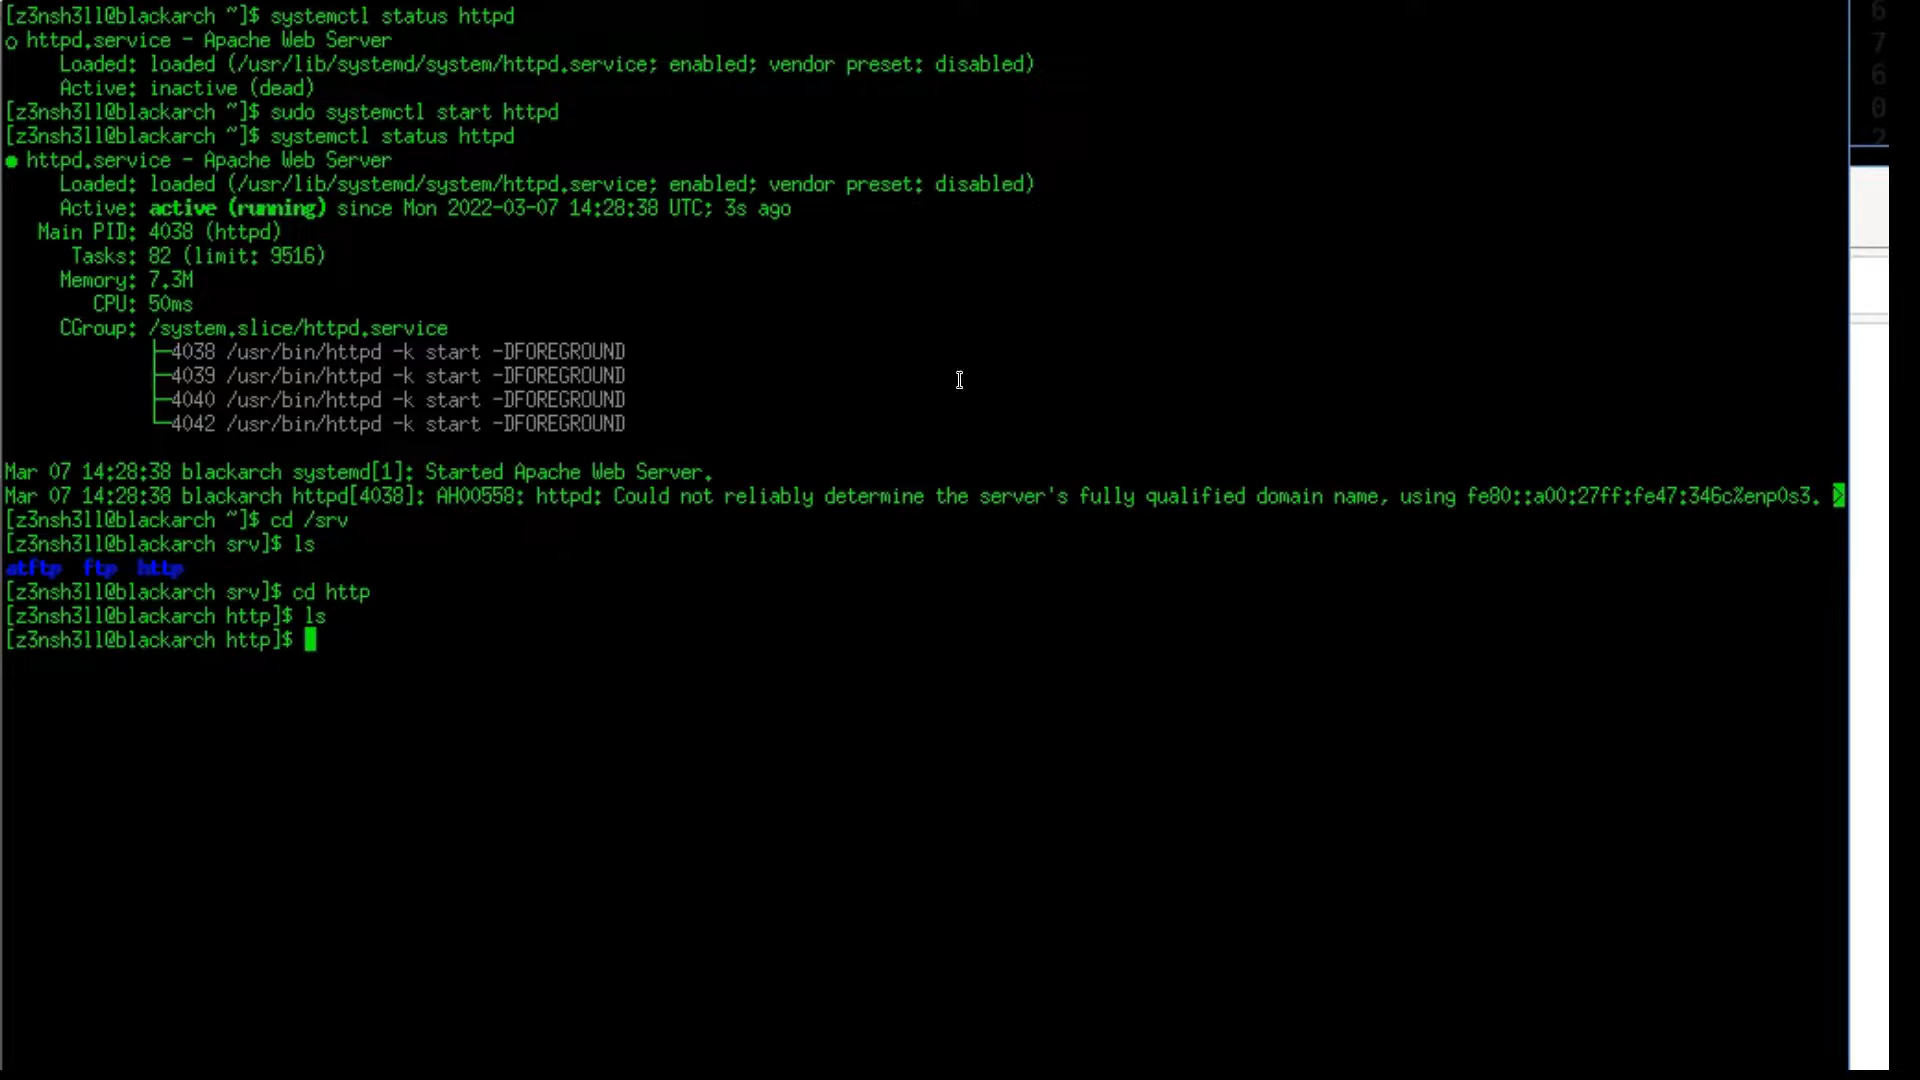 [z3nsh3ll@blackarch ~]$ systemctl status httpd
○ httpd.service - Apache Web Server
Loaded: loaded (/usr/lib/systemd/system/httpd.service; enabled; vendor preset: disabled)
Active: inactive (dead)
[z3nsh3ll@blackarch ~]$ sudo systemctl start httpd
[z3nsh3ll@blackarch ~]$ systemctl status httpd
● httpd.service - Apache Web Server
Loaded: loaded (/usr/lib/systemd/system/httpd.service; enabled; vendor preset: disabled)
Active: active (running) since Mon 2022-03-07 14:28:38 UTC; 3s ago
Main PID: 4038 (httpd)
Tasks: 82 (limit: 9516)
Memory: 7.3M
CPU: 50ms
CGroup: /system.slice/httpd.service
├─4038 /usr/bin/httpd -k start -DFOREGROUND
├─4039 /usr/bin/httpd -k start -DFOREGROUND
├─4040 /usr/bin/httpd -k start -DFOREGROUND
└─4042 /usr/bin/httpd -k start -DFOREGROUND
Mar 07 14:28:38 blackarch systemd[1]: Started Apache Web Server.
Mar 07 14:28:38 blackarch httpd[4038]: AH00558: httpd: Could not reliably determine the server's fully qualified domain name, using fe80::a00:27ff:fe47:346c%enp0s3. >
[z3nsh3ll@blackarch ~]$ cd /srv
[z3nsh3ll@blackarch srv]$ ls
atftp ftp http
[z3nsh3ll@blackarch srv]$ cd http
[z3nsh3ll@blackarch http]$ ls
[z3nsh3ll@blackarch http]$
6
7
6
0
2